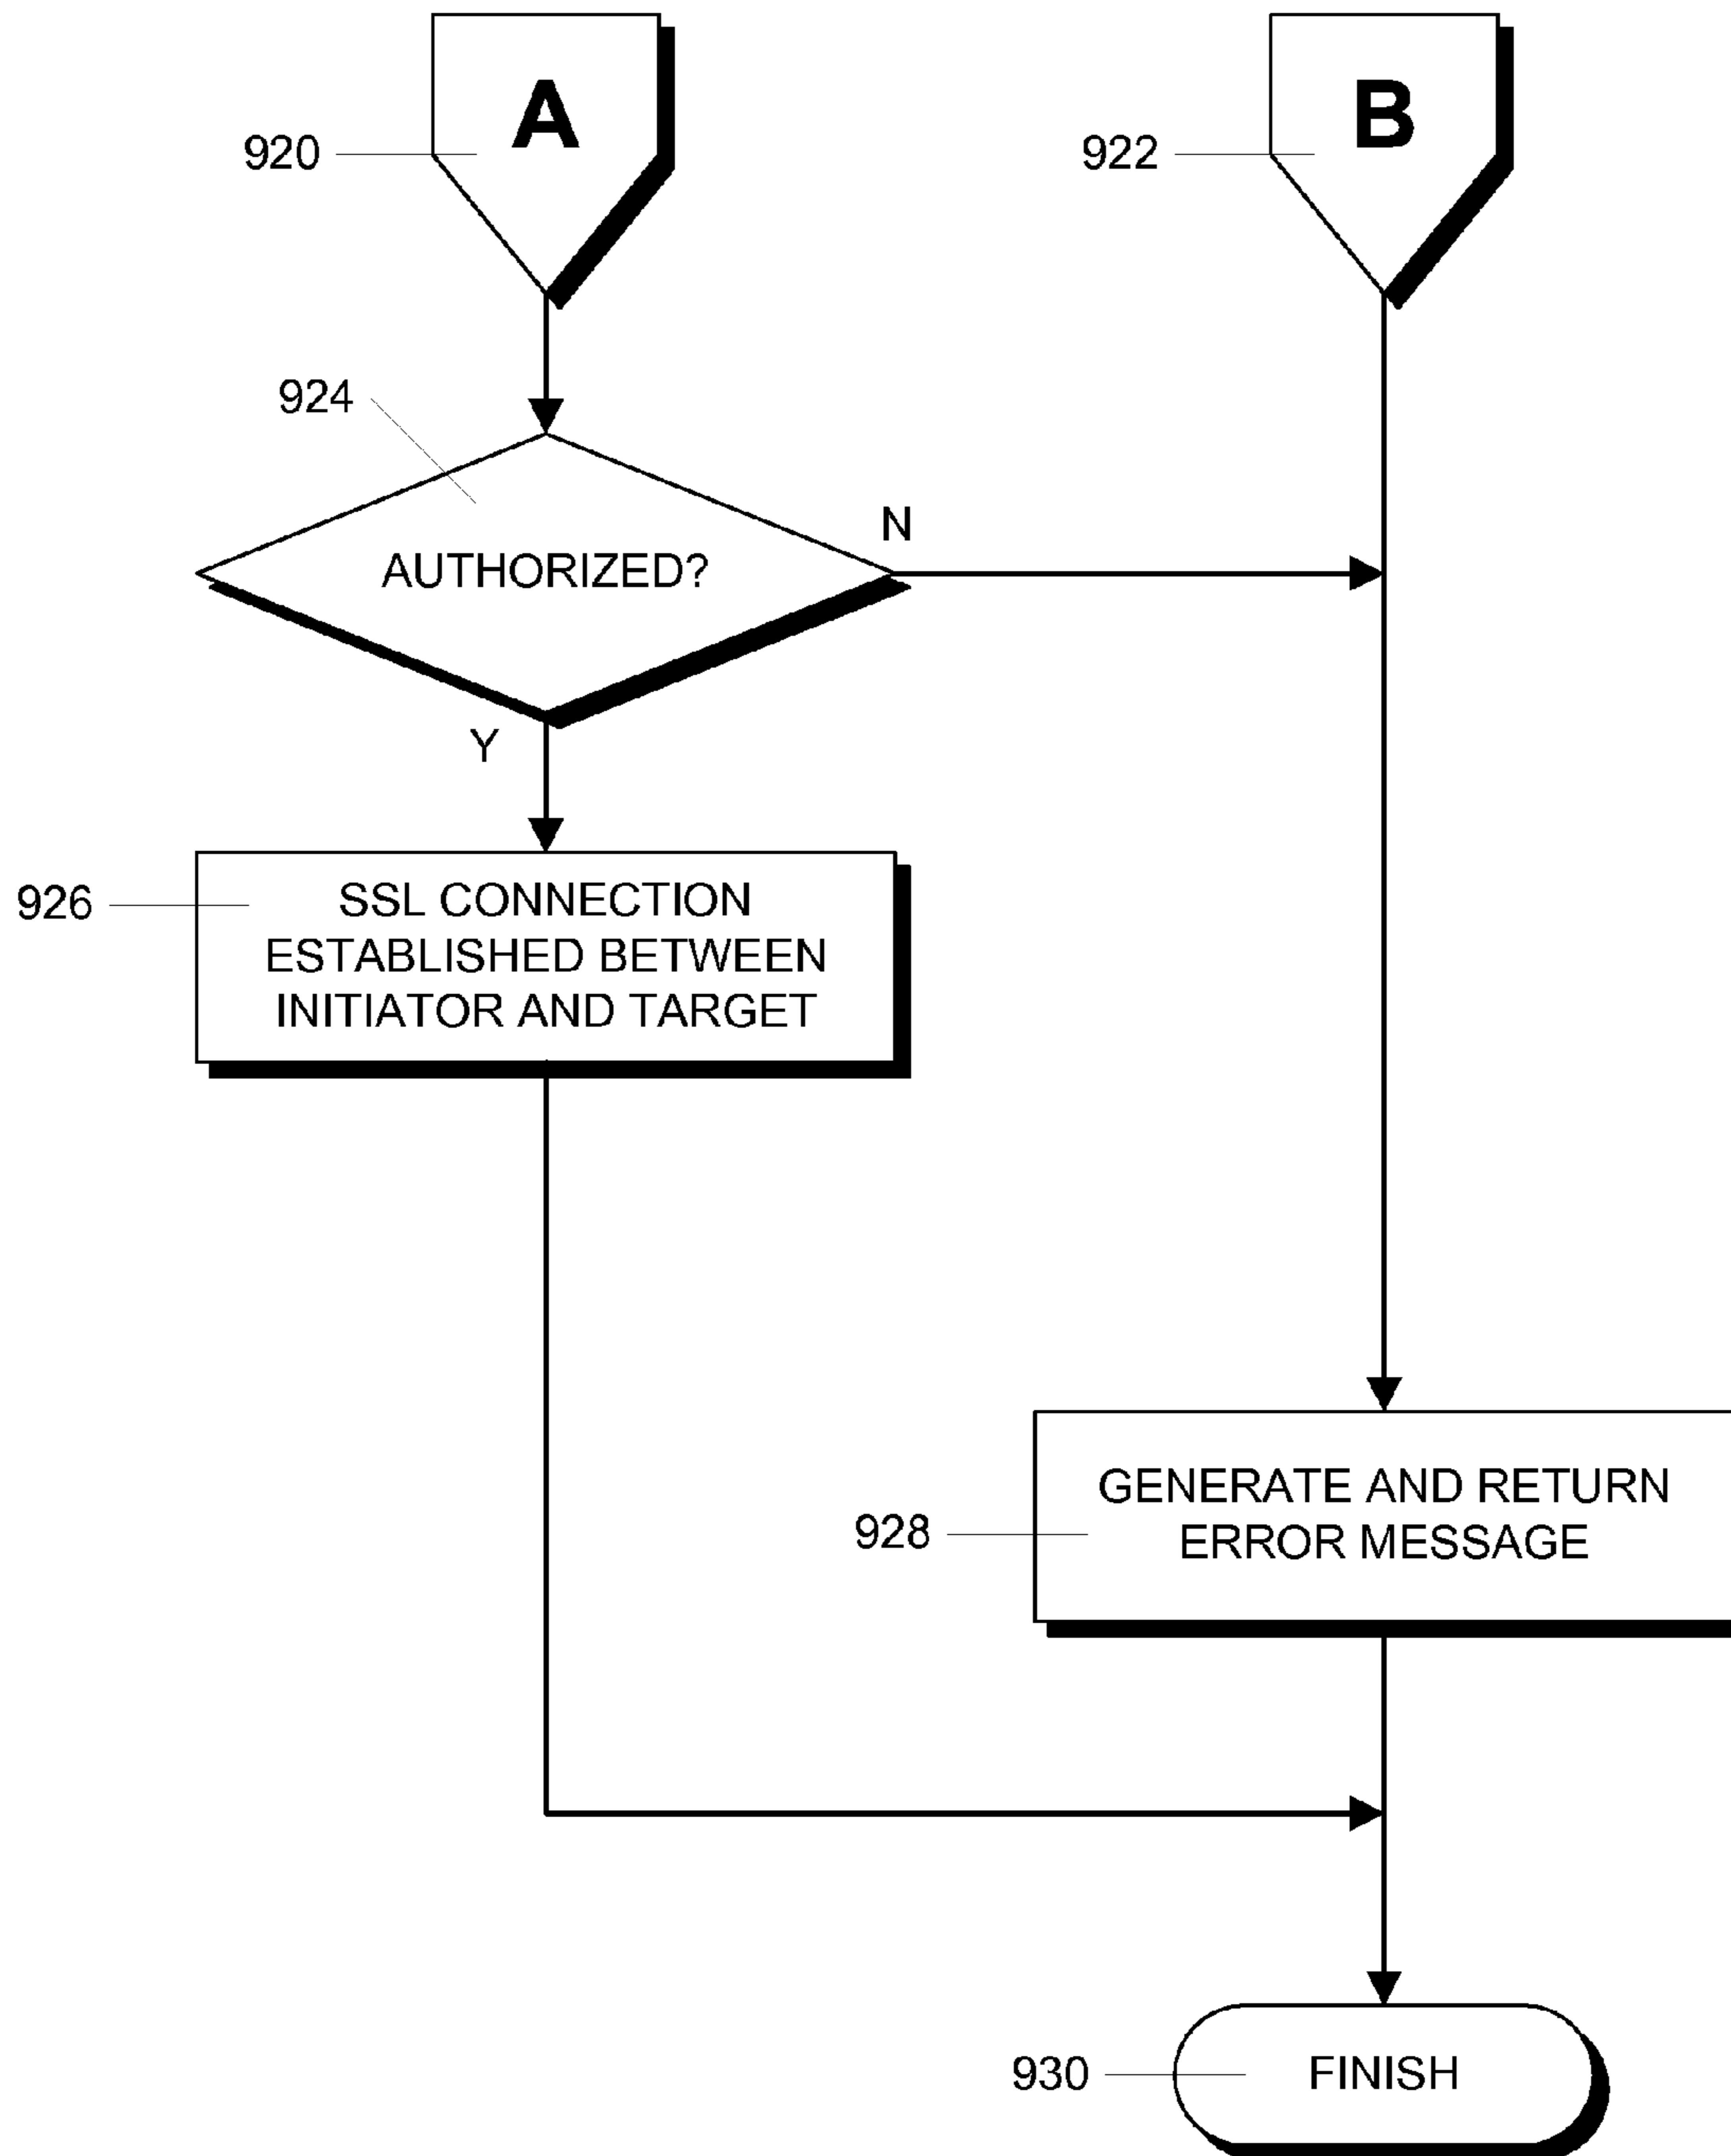 A
B
920
922
924
N
AUTHORIZED?
Y
926
SSL CONNECTION
ESTABLISHED BETWEEN
INITIATOR AND TARGET
GENERATE AND RETURN
ERROR MESSAGE
928
930
FINISH